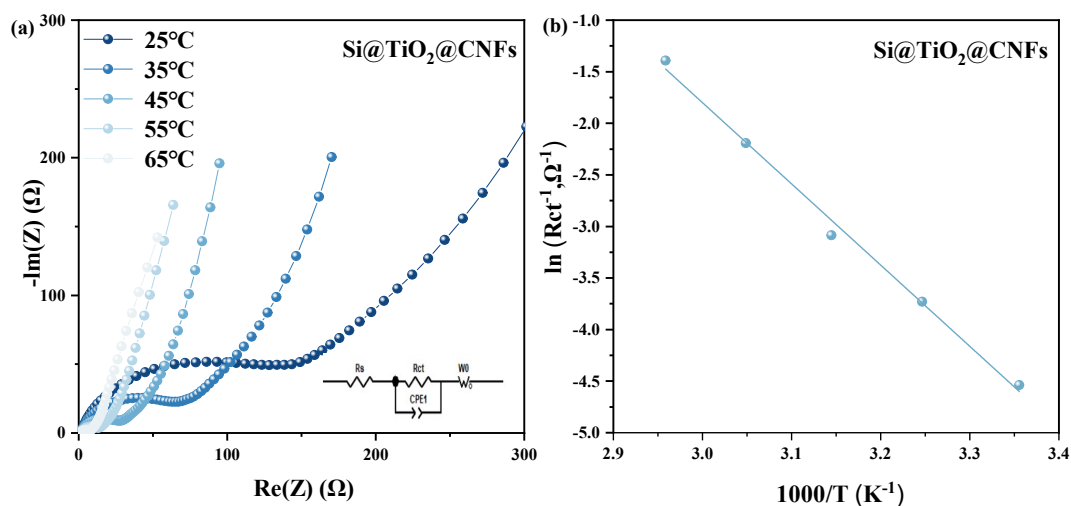 (a)
Si@TiO₂@CNFs
25°C
35°C
45°C
55°C
65°C
-Im(Z) (Ω)
300
200
100
0
0
100
200
300
Re(Z) (Ω)
Rs
Rct
W0
CPE1
(b)
Si@TiO₂@CNFs
ln (Rct⁻¹,Ω⁻¹)
-1.0
-1.5
-2.0
-2.5
-3.0
-3.5
-4.0
-4.5
-5.0
2.9
3.0
3.1
3.2
3.3
3.4
1000/T (K⁻¹)